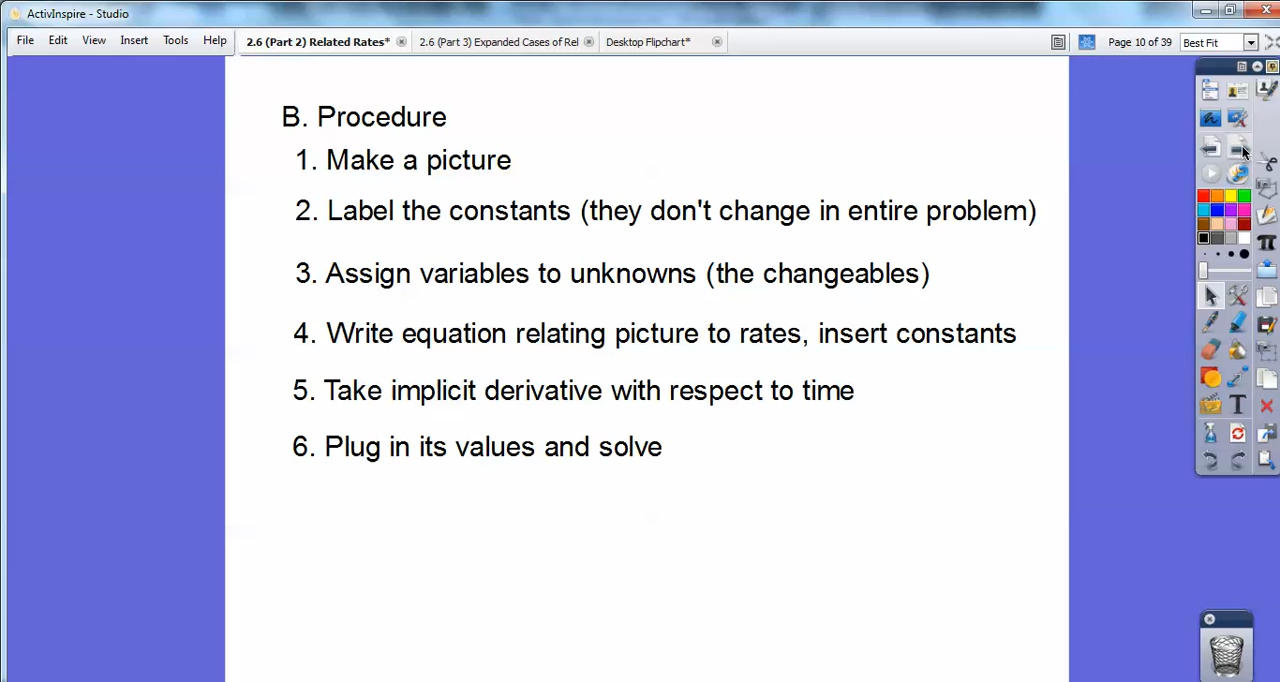 ActivInspire - Studio
File Edit View Insert Tools Help
2.6 (Part 2) Related Rates* 2.6 (Part 3) Expanded Cases of Rel Desktop Flipchart* Page 10 of 39 Best Fit
B. Procedure
1. Make a picture
2. Label the constants (they don't change in entire problem)
3. Assign variables to unknowns (the changeables)
4. Write equation relating picture to rates, insert constants
5. Take implicit derivative with respect to time
6. Plug in its values and solve